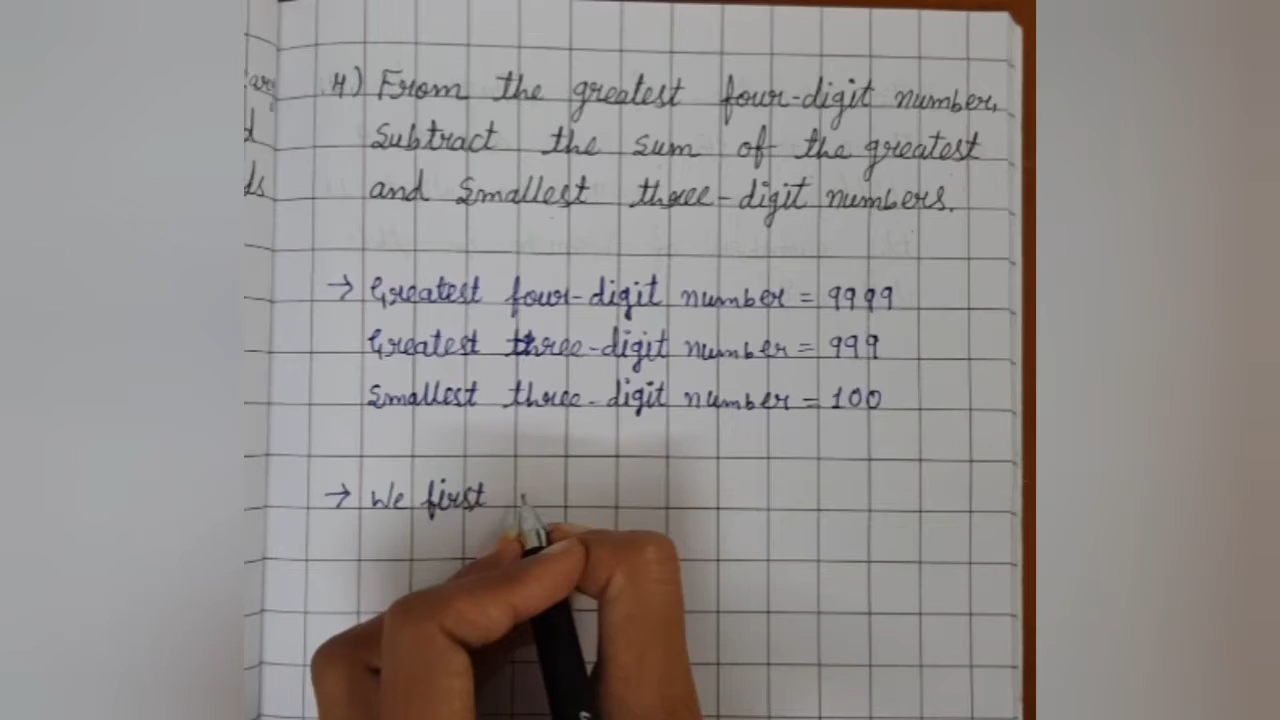 4) From the greatest four-digit number,
subtract the sum of the greatest
and smallest three-digit numbers.
→ Greatest four-digit number = 9999
Greatest three-digit number = 999
Smallest three-digit number = 100
→ We first